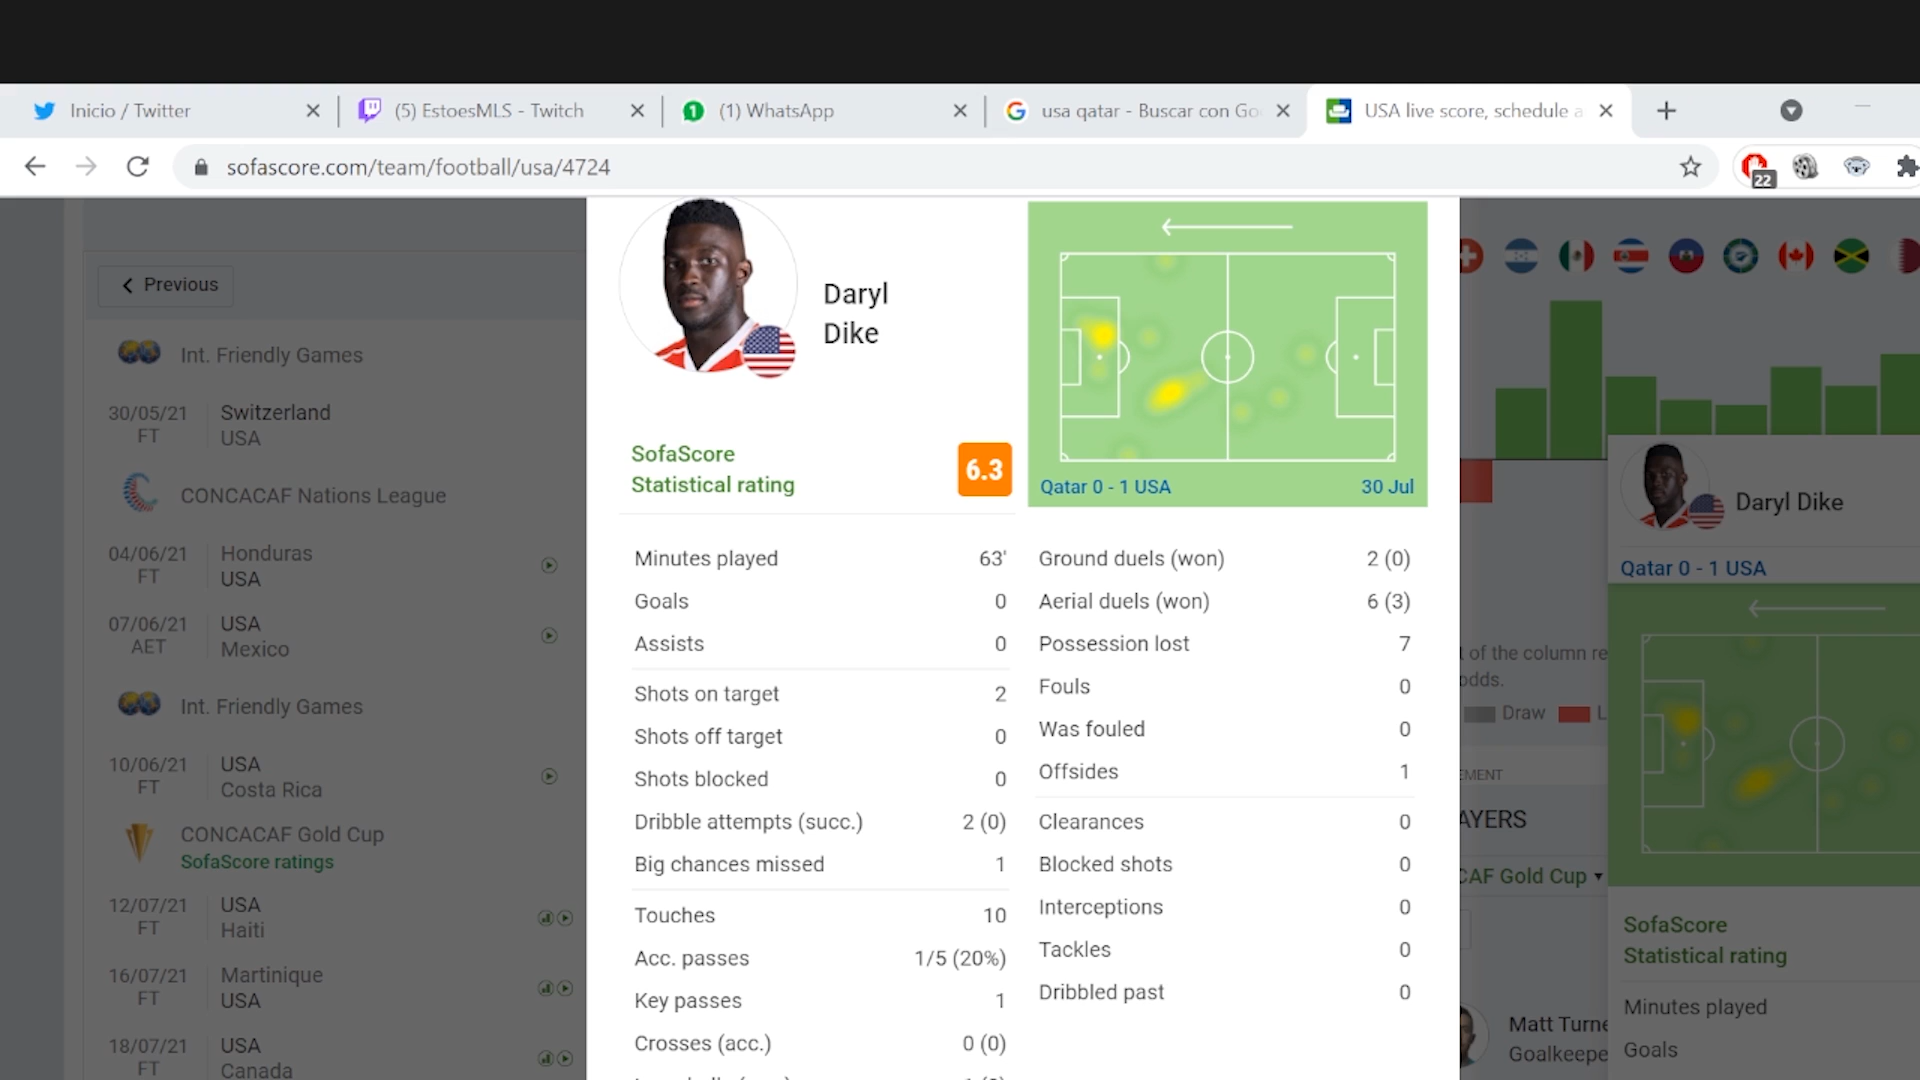 Inicio / Twitter
(5) EstoesMLS - Twitch
1
(1) WhatsApp
usa qatar - Buscar con Go
USA live score, schedule a
sofascore.com/team/football/usa/4724
22
Previous
Int. Friendly Games
30/05/21 Switzerland
FT USA
CONCACAF Nations League
04/06/21 Honduras
FT USA
07/06/21 USA
AET Mexico
Int. Friendly Games
10/06/21 USA
FT Costa Rica
CONCACAF Gold Cup
SofaScore ratings
12/07/21 USA
FT Haiti
16/07/21 Martinique
FT USA
18/07/21 USA
FT Canada
Daryl
Dike
SofaScore
Statistical rating
6.3
Qatar 0 - 1 USA 30 Jul
Minutes played 63'
Goals 0
Assists 0
Shots on target 2
Shots off target 0
Shots blocked 0
Dribble attempts (succ.) 2 (0)
Big chances missed 1
Touches 10
Acc. passes 1/5 (20%)
Key passes 1
Crosses (acc.) 0 (0)
Ground duels (won) 2 (0)
Aerial duels (won) 6 (3)
Possession lost 7
Fouls 0
Was fouled 0
Offsides 1
Clearances 0
Blocked shots 0
Interceptions 0
Tackles 0
Dribbled past 0
Daryl Dike
Qatar 0 - 1 USA
of the column re
odds.
Draw L
EMENT
AYERS
CAF Gold Cup
Matt Turne
Goalkeepe
SofaScore
Statistical rating
Minutes played
Goals